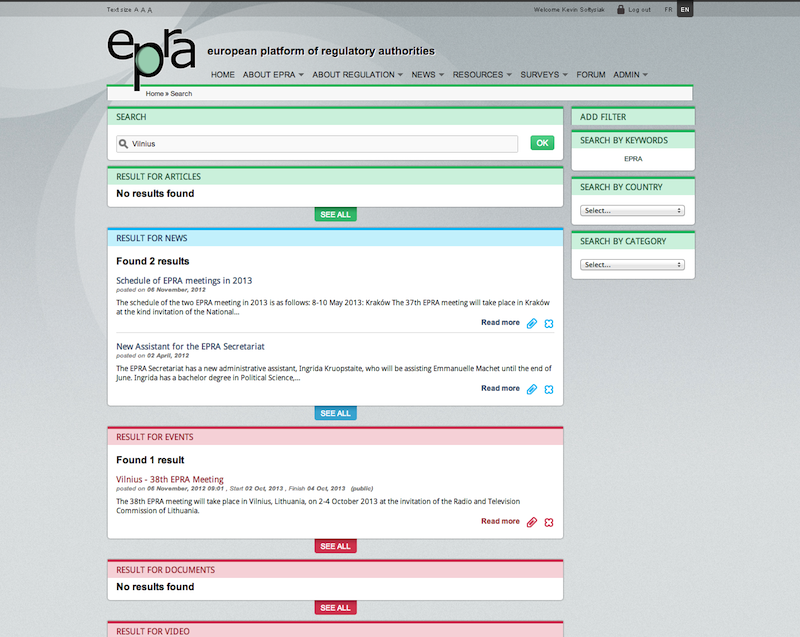 Text size A A A
Welcome Kevin Soltysiak
Log out
FR
EN
epra
european platform of regulatory authorities
HOME ABOUT EPRA ABOUT REGULATION NEWS RESOURCES SURVEYS FORUM ADMIN
Home » Search
SEARCH
Vilnius
OK
RESULT FOR ARTICLES
No results found
SEE ALL
RESULT FOR NEWS
Found 2 results
Schedule of EPRA meetings in 2013
posted on 06 November, 2012
The schedule of the two EPRA meeting in 2013 is as follows: 8-10 May 2013: Kraków The 37th EPRA meeting will take place in Kraków
at the kind invitation of the National...
Read more
New Assistant for the EPRA Secretariat
posted on 02 April, 2012
The EPRA Secretariat has a new administrative assistant, Ingrida Kruopstaite, who will be assisting Emmanuelle Machet until the end of
June. Ingrida has a bachelor degree in Political Science,...
Read more
SEE ALL
RESULT FOR EVENTS
Found 1 result
Vilnius - 38th EPRA Meeting
posted on 06 November, 2012 09:01 , Start 02 Oct, 2013 , Finish 04 Oct, 2013 (public)
The 38th EPRA meeting will take place in Vilnius, Lithuania, on 2-4 October 2013 at the invitation of the Radio and Television
Commission of Lithuania.
Read more
SEE ALL
RESULT FOR DOCUMENTS
No results found
SEE ALL
RESULT FOR VIDEO
ADD FILTER
SEARCH BY KEYWORDS
EPRA
SEARCH BY COUNTRY
Select...
SEARCH BY CATEGORY
Select...